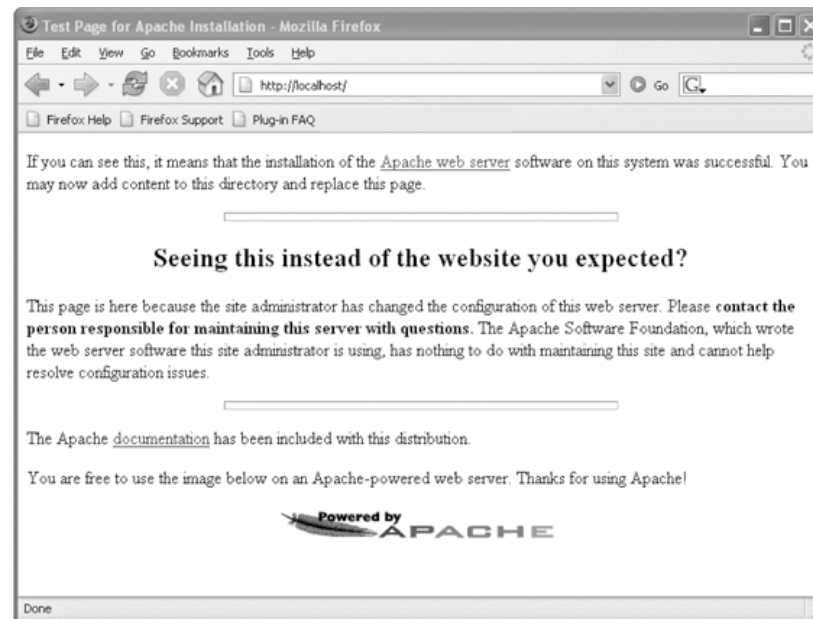 Test Page for Apache Installation - Mozilla Firefox
File Edit View Go Bookmarks Tools Help
http://localhost/ Go G
Firefox Help Firefox Support Plug-in FAQ
If you can see this, it means that the installation of the Apache web server software on this system was successful. You
may now add content to this directory and replace this page.
Seeing this instead of the website you expected?
This page is here because the site administrator has changed the configuration of this web server. Please contact the
person responsible for maintaining this server with questions. The Apache Software Foundation, which wrote
the web server software this site administrator is using, has nothing to do with maintaining this site and cannot help
resolve configuration issues.
The Apache documentation has been included with this distribution.
You are free to use the image below on an Apache-powered web server. Thanks for using Apache!
Powered by
APACHE
Done